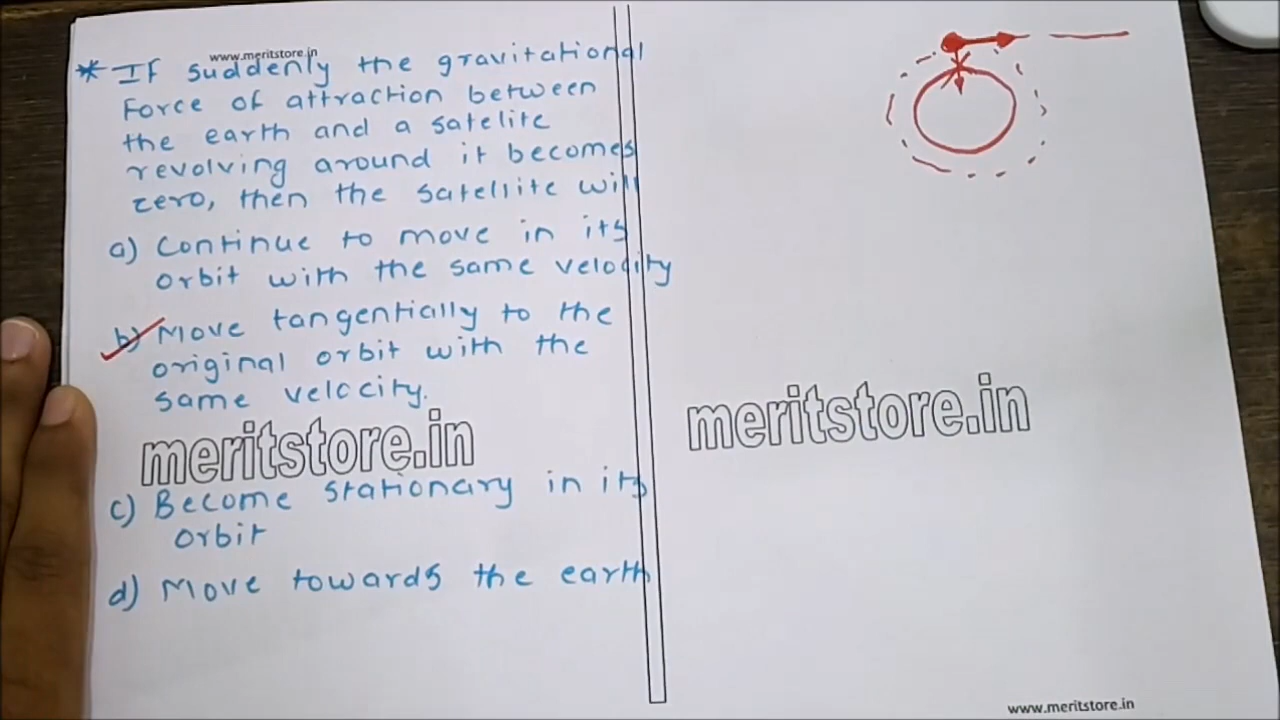 www.meritstore.in
* If suddenly the gravitational
Force of attraction between
the earth and a satelite
revolving around it becomes
zero, then the satellite will
a) Continue to move in its
orbit with the same velocity
b) Move tangentially to the
original orbit with the
same velocity.
meritstore.in
c) Become stationary in its
orbit
d) Move towards the earth
meritstore.in
www.meritstore.in